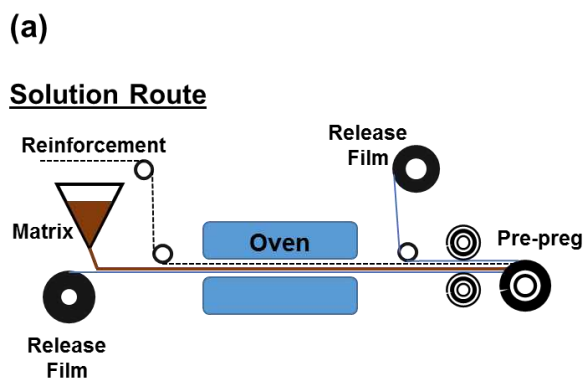 (a)
Solution Route
Reinforcement
Release
Film
Matrix
Oven
Pre-preg
Release
Film